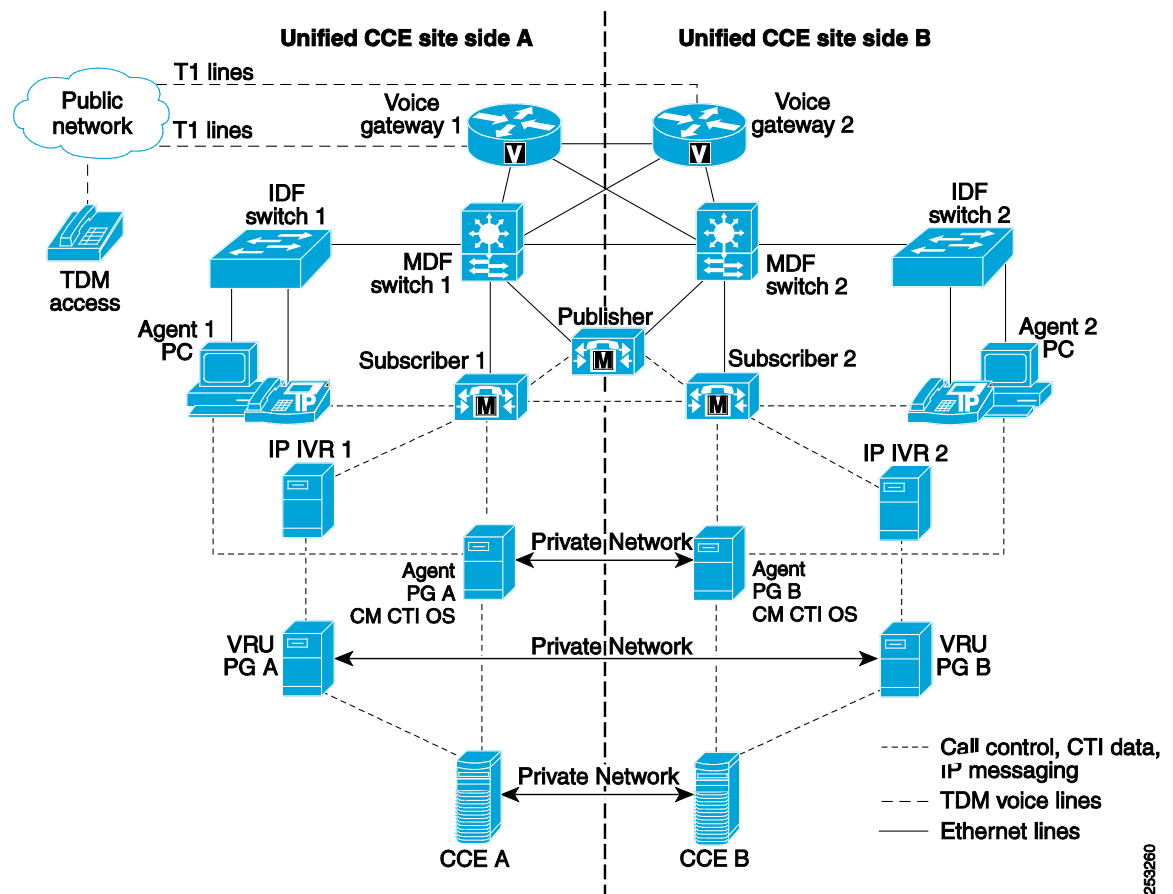 Unified CCE site side A
Unified CCE site side B
T1 lines
Public
network
T1 lines
Voice
gateway 1
Voice
gateway 2
V
V
IDF
switch 1
IDF
switch 2
TDM
access
MDF
switch 1
MDF
switch 2
Publisher
M
Agent 1
PC
Agent 2
PC
Subscriber 1
Subscriber 2
IP
M
M
IP
IP IVR 1
IP IVR 2
Private Network
Agent
PG A
CM CTI OS
Agent
PG B
CM CTI OS
VRU
PG A
Private Network
VRU
PG B
Private Network
CCE A
CCE B
Call control, CTI data,
IP messaging
TDM voice lines
Ethernet lines
253260